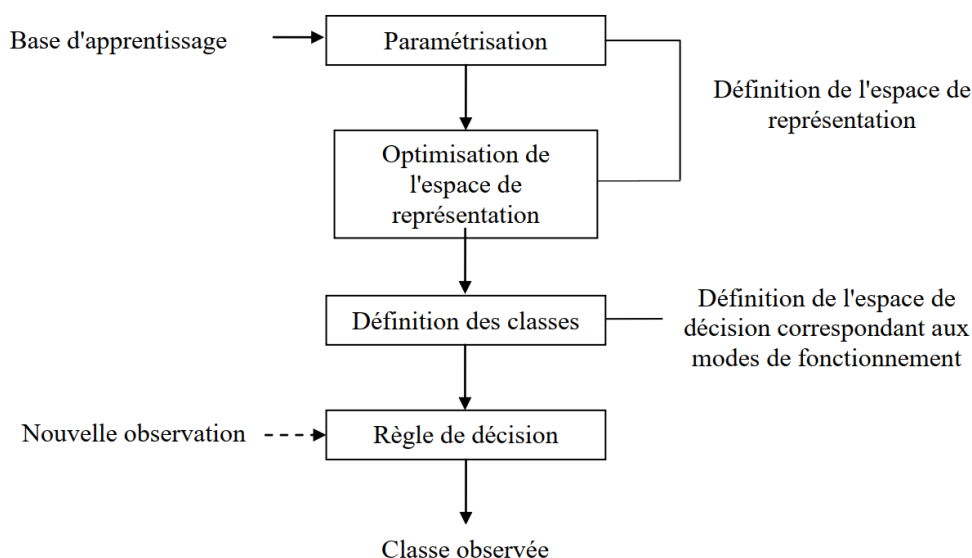 Base d'apprentissage
Paramétrisation
Définition de l'espace de
représentation
Optimisation de
l'espace de
représentation
Définition des classes
Définition de l'espace de
décision correspondant aux
modes de fonctionnement
Nouvelle observation
Règle de décision
Classe observée